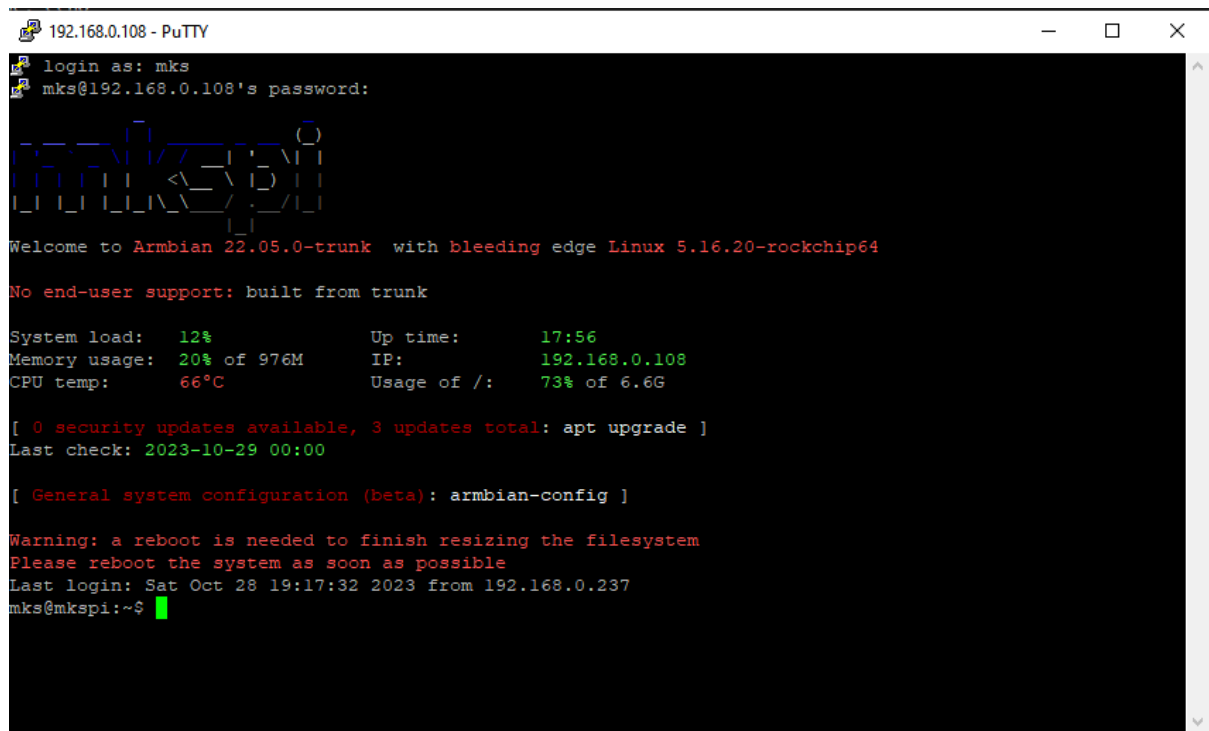 192.168.0.108 - PuTTY
login as: mks
mks@192.168.0.108's password:
mkspi
Welcome to Armbian 22.05.0-trunk with bleeding edge Linux 5.16.20-rockchip64
No end-user support: built from trunk
System load: 12% Up time: 17:56
Memory usage: 20% of 976M IP: 192.168.0.108
CPU temp: 66°C Usage of /: 73% of 6.6G
[ 0 security updates available, 3 updates total: apt upgrade ]
Last check: 2023-10-29 00:00
[ General system configuration (beta): armbian-config ]
Warning: a reboot is needed to finish resizing the filesystem
Please reboot the system as soon as possible
Last login: Sat Oct 28 19:17:32 2023 from 192.168.0.237
mks@mkspi:~$